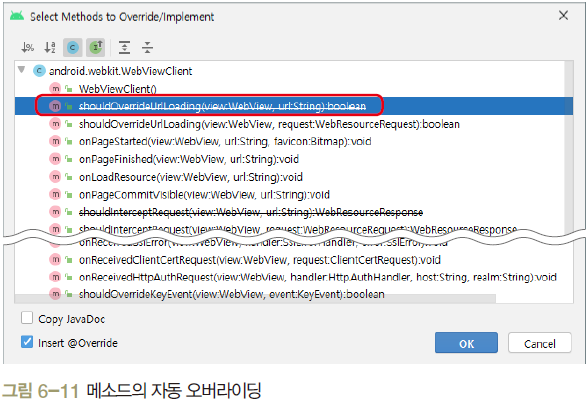 Select Methods to Override/Implement
android.webkit.WebViewClient
WebViewClient()
shouldOverrideUrlLoading(view:WebView, url:String):boolean
shouldOverrideUrlLoading(view:WebView, request:WebResourceRequest):boolean
onPageStarted(view:WebView, url:String, favicon:Bitmap):void
onPageFinished(view:WebView, url:String):void
onLoadResource(view:WebView, url:String):void
onPageCommitVisible(view:WebView, url:String):void
shouldInterceptRequest(view:WebView, url:String):WebResourceResponse
shouldInterceptRequest(view:WebView, request:WebResourceRequest):WebResourceResponse
onReceivedSslError(view:WebView, handler:SslErrorHandler, error:SslError):void
onReceivedClientCertRequest(view:WebView, request:ClientCertRequest):void
onReceivedHttpAuthRequest(view:WebView, handler:HttpAuthHandler, host:String, realm:String):void
shouldOverrideKeyEvent(view:WebView, event:KeyEvent):boolean
Copy JavaDoc
Insert @Override
OK
Cancel
그림 6-11 메소드의 자동 오버라이딩